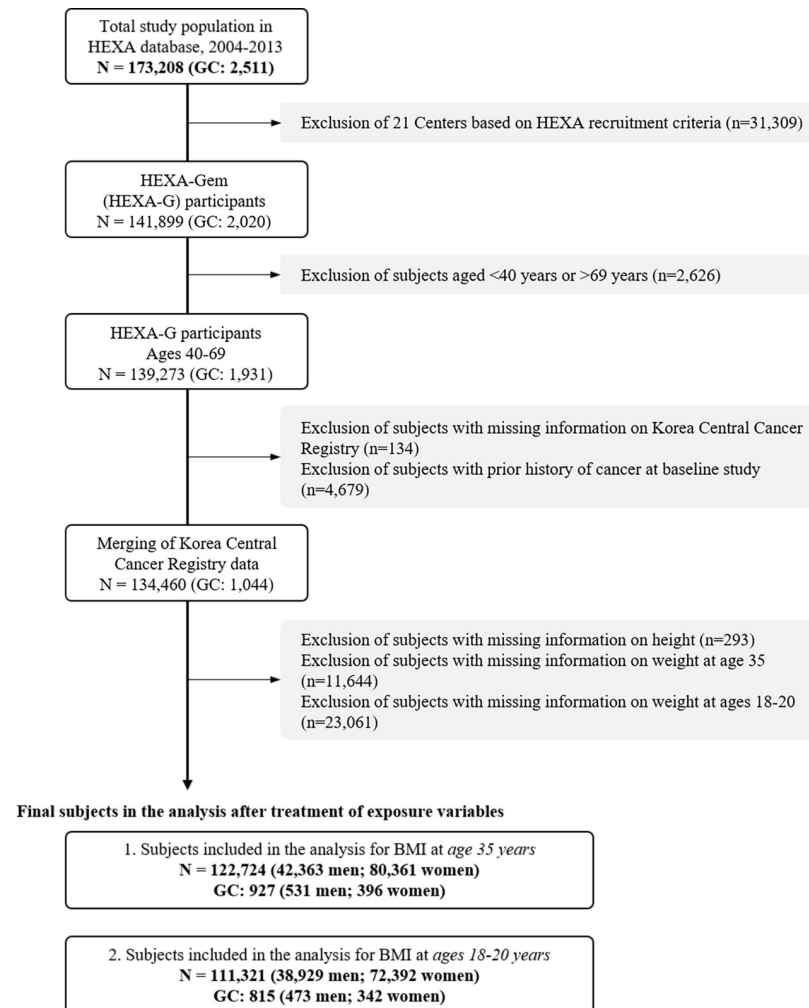 Total study population in
HEXA database, 2004-2013
N = 173,208 (GC: 2,511)
Exclusion of 21 Centers based on HEXA recruitment criteria (n=31,309)
HEXA-Gem
(HEXA-G) participants
N = 141,899 (GC: 2,020)
Exclusion of subjects aged <40 years or >69 years (n=2,626)
HEXA-G participants
Ages 40-69
N = 139,273 (GC: 1,931)
Exclusion of subjects with missing information on Korea Central Cancer
Registry (n=134)
Exclusion of subjects with prior history of cancer at baseline study
(n=4,679)
Merging of Korea Central
Cancer Registry data
N = 134,460 (GC: 1,044)
Exclusion of subjects with missing information on height (n=293)
Exclusion of subjects with missing information on weight at age 35
(n=11,644)
Exclusion of subjects with missing information on weight at ages 18-20
(n=23,061)
Final subjects in the analysis after treatment of exposure variables
1. Subjects included in the analysis for BMI at age 35 years
N = 122,724 (42,363 men; 80,361 women)
GC: 927 (531 men; 396 women)
2. Subjects included in the analysis for BMI at ages 18-20 years
N = 111,321 (38,929 men; 72,392 women)
GC: 815 (473 men; 342 women)